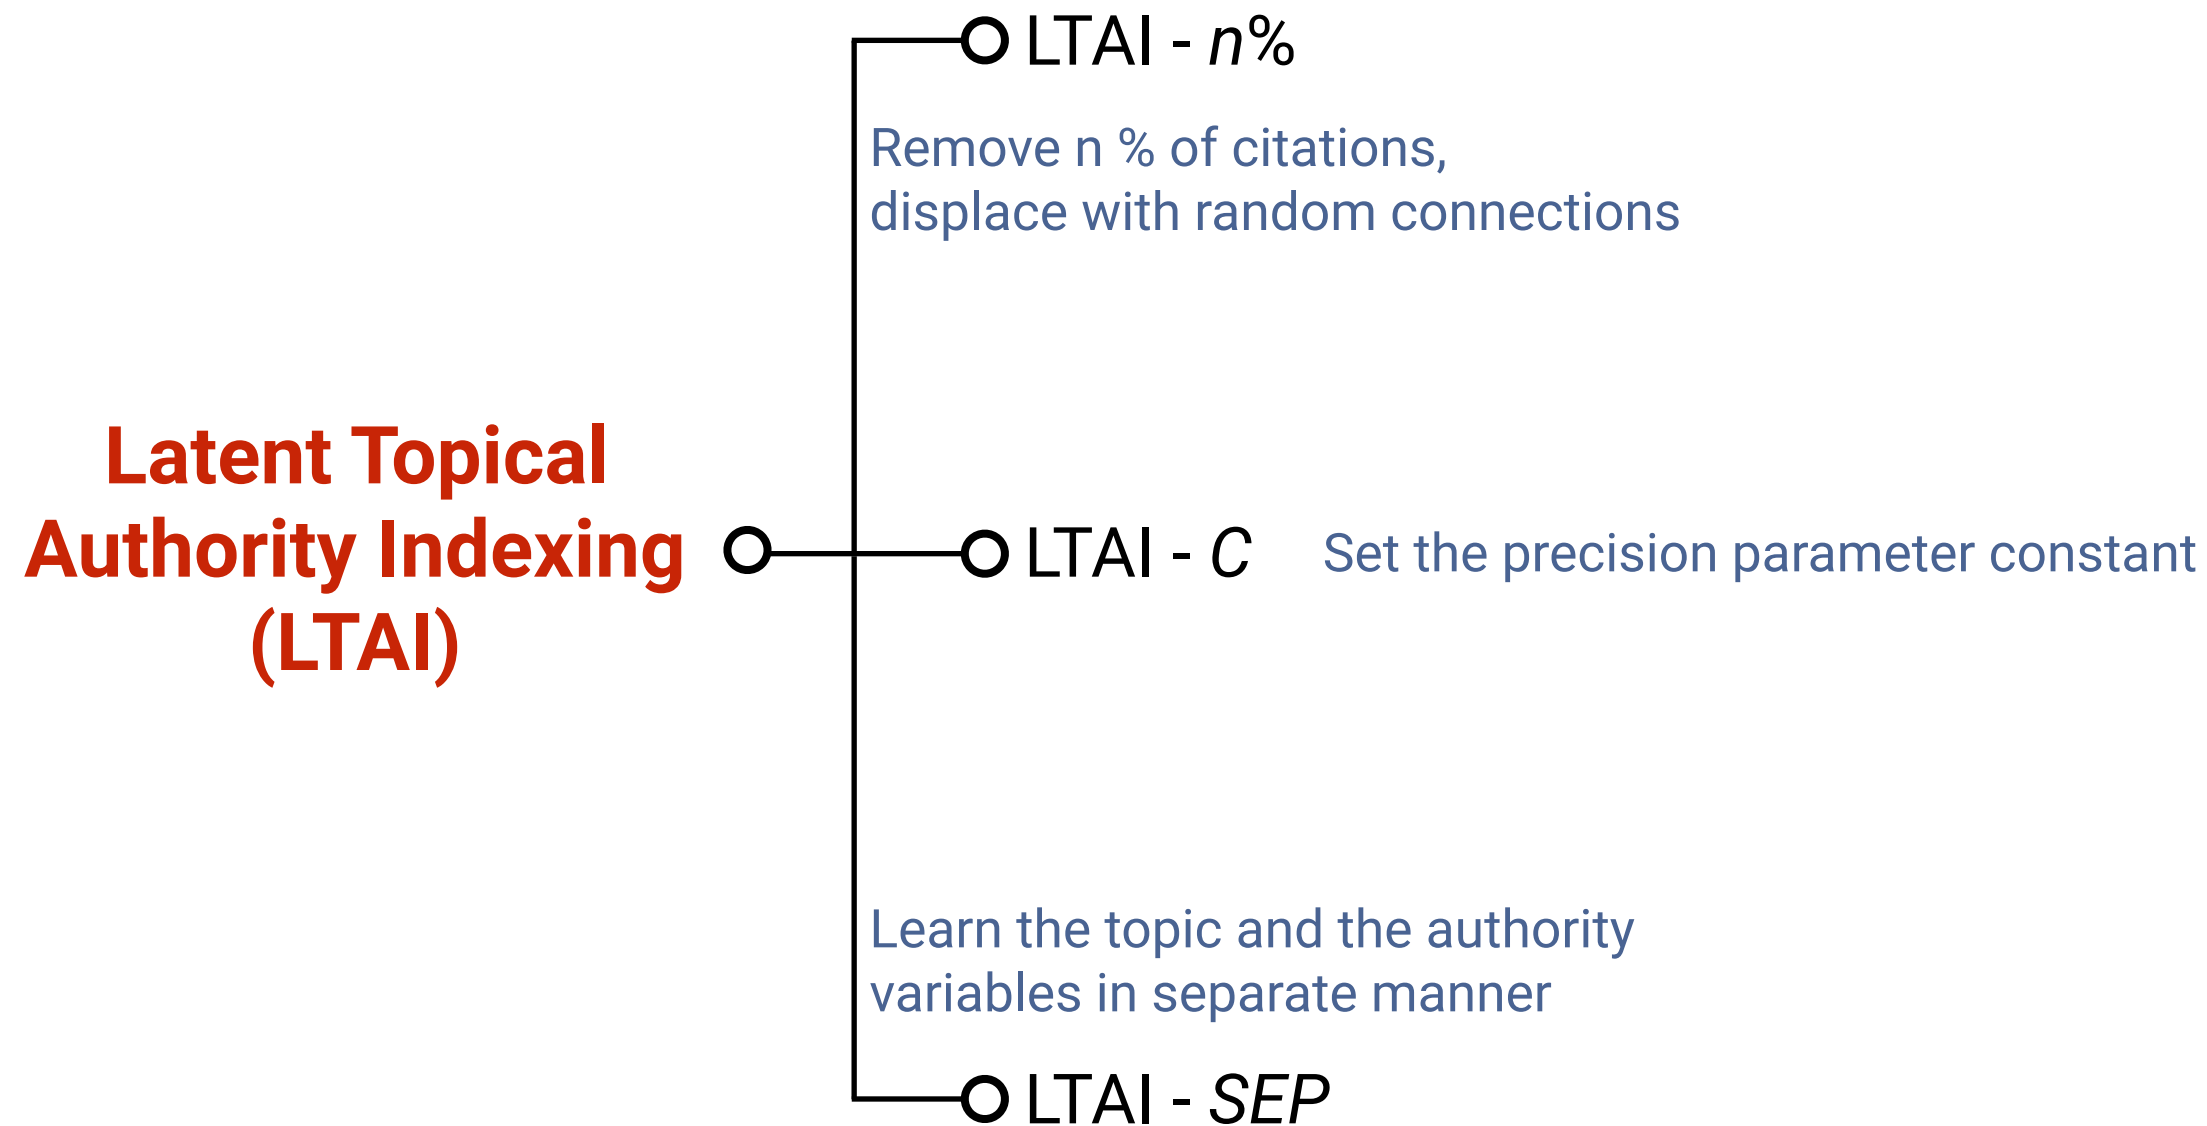 LTAI - n%
Remove n % of citations,
displace with random connections
Latent Topical
Authority Indexing
(LTAI)
LTAI - C
Set the precision parameter constant
Learn the topic and the authority
variables in separate manner
LTAI - SEP